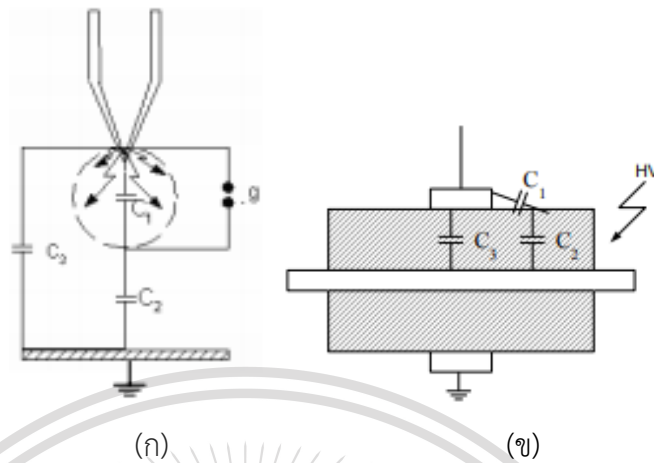 g
C₁
C₃
C₂
HV
C₁
C₃
C₂
(ก)
(ข)